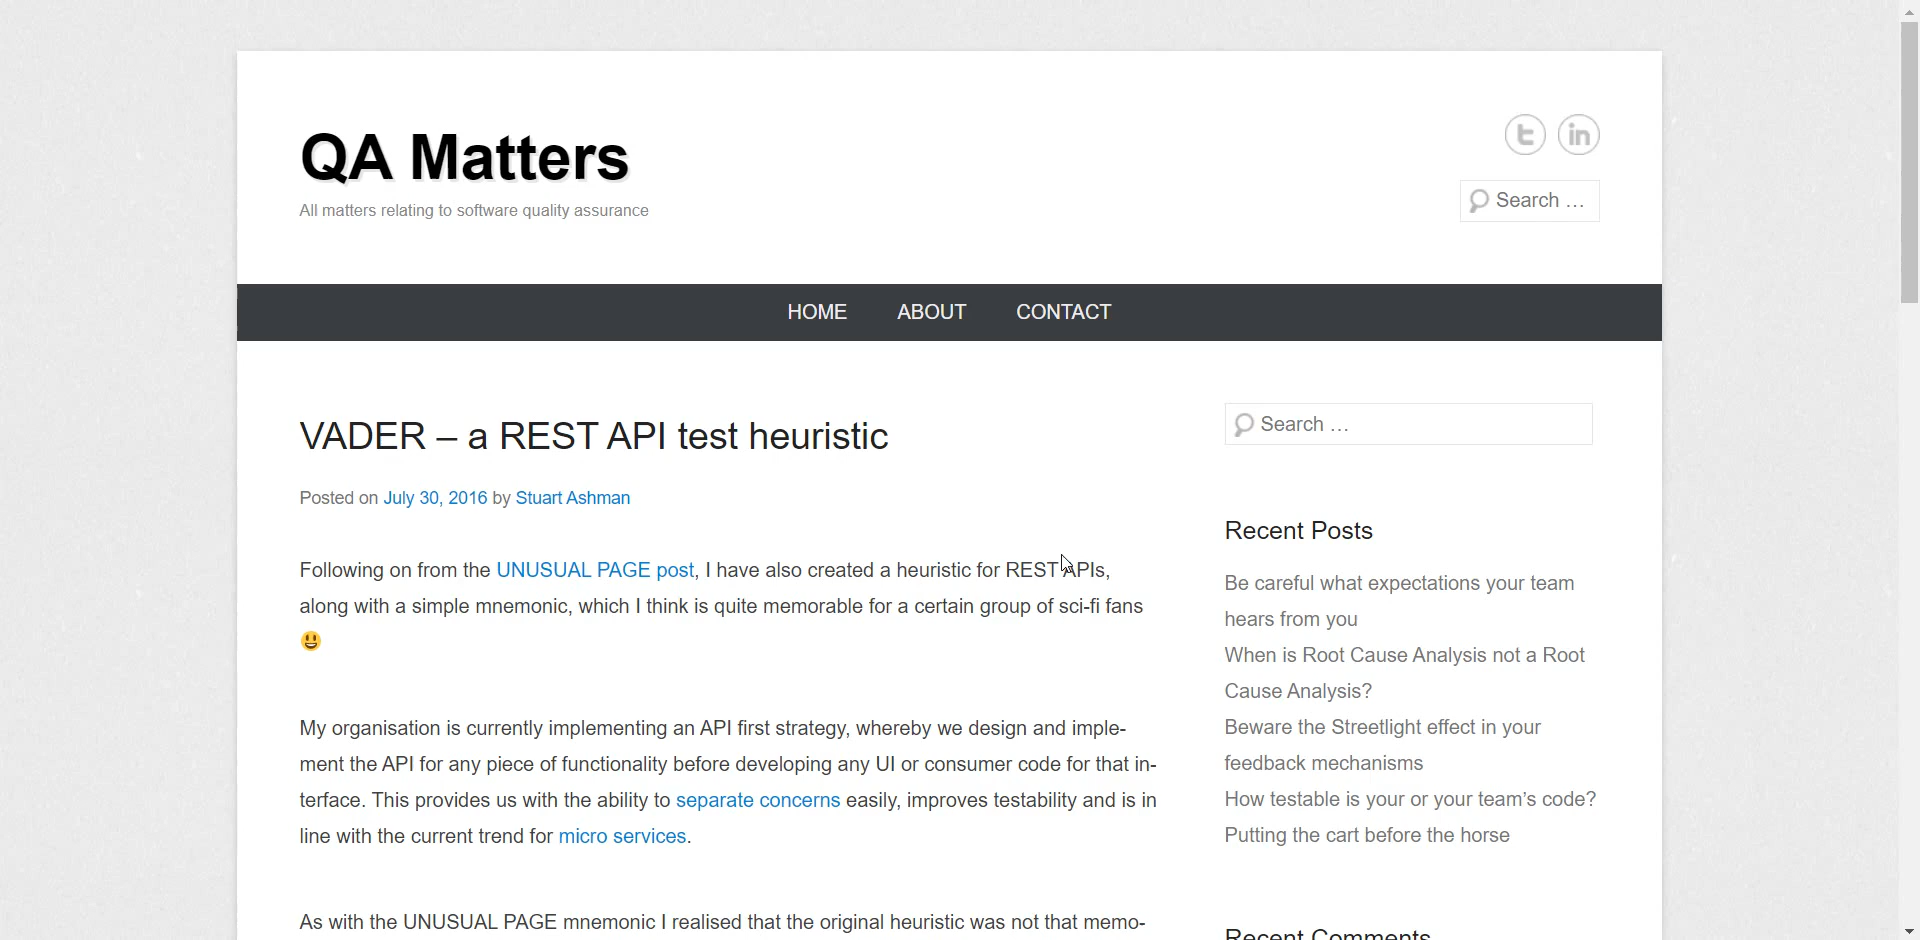 QA Matters
All matters relating to software quality assurance
Search ...
HOME ABOUT CONTACT
VADER – a REST API test heuristic
Posted on July 30, 2016 by Stuart Ashman
Following on from the UNUSUAL PAGE post, I have also created a heuristic for REST APIs,
along with a simple mnemonic, which I think is quite memorable for a certain group of sci-fi fans
😃
My organisation is currently implementing an API first strategy, whereby we design and imple-
ment the API for any piece of functionality before developing any UI or consumer code for that in-
terface. This provides us with the ability to separate concerns easily, improves testability and is in
line with the current trend for micro services.
As with the UNUSUAL PAGE mnemonic I realised that the original heuristic was not that memo-
Search ...
Recent Posts
Be careful what expectations your team
hears from you
When is Root Cause Analysis not a Root
Cause Analysis?
Beware the Streetlight effect in your
feedback mechanisms
How testable is your or your team's code?
Putting the cart before the horse
Recent Comments